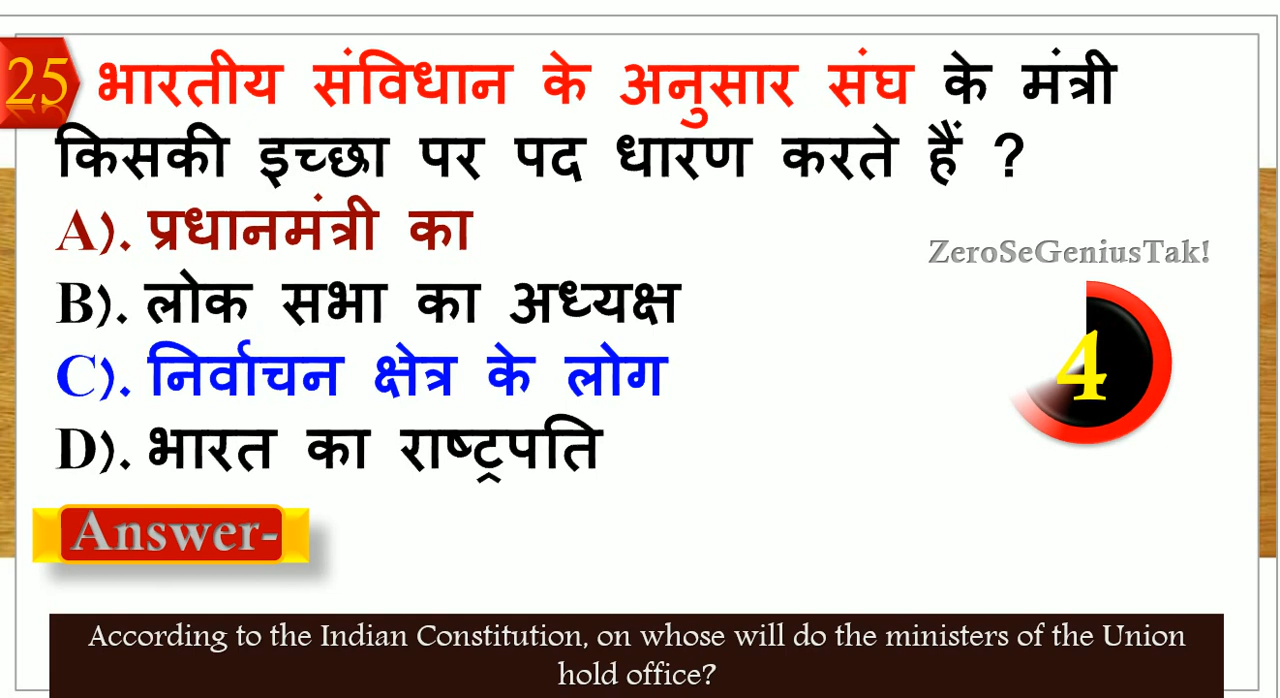 25 भारतीय संविधान के अनुसार संघ के मंत्री
किसकी इच्छा पर पद धारण करते हैं ?
A). प्रधानमंत्री का
B). लोक सभा का अध्यक्ष
C). निर्वाचन क्षेत्र के लोग
D). भारत का राष्ट्रपति
ZeroSeGeniusTak!
4
Answer-
According to the Indian Constitution, on whose will do the ministers of the Union
hold office?